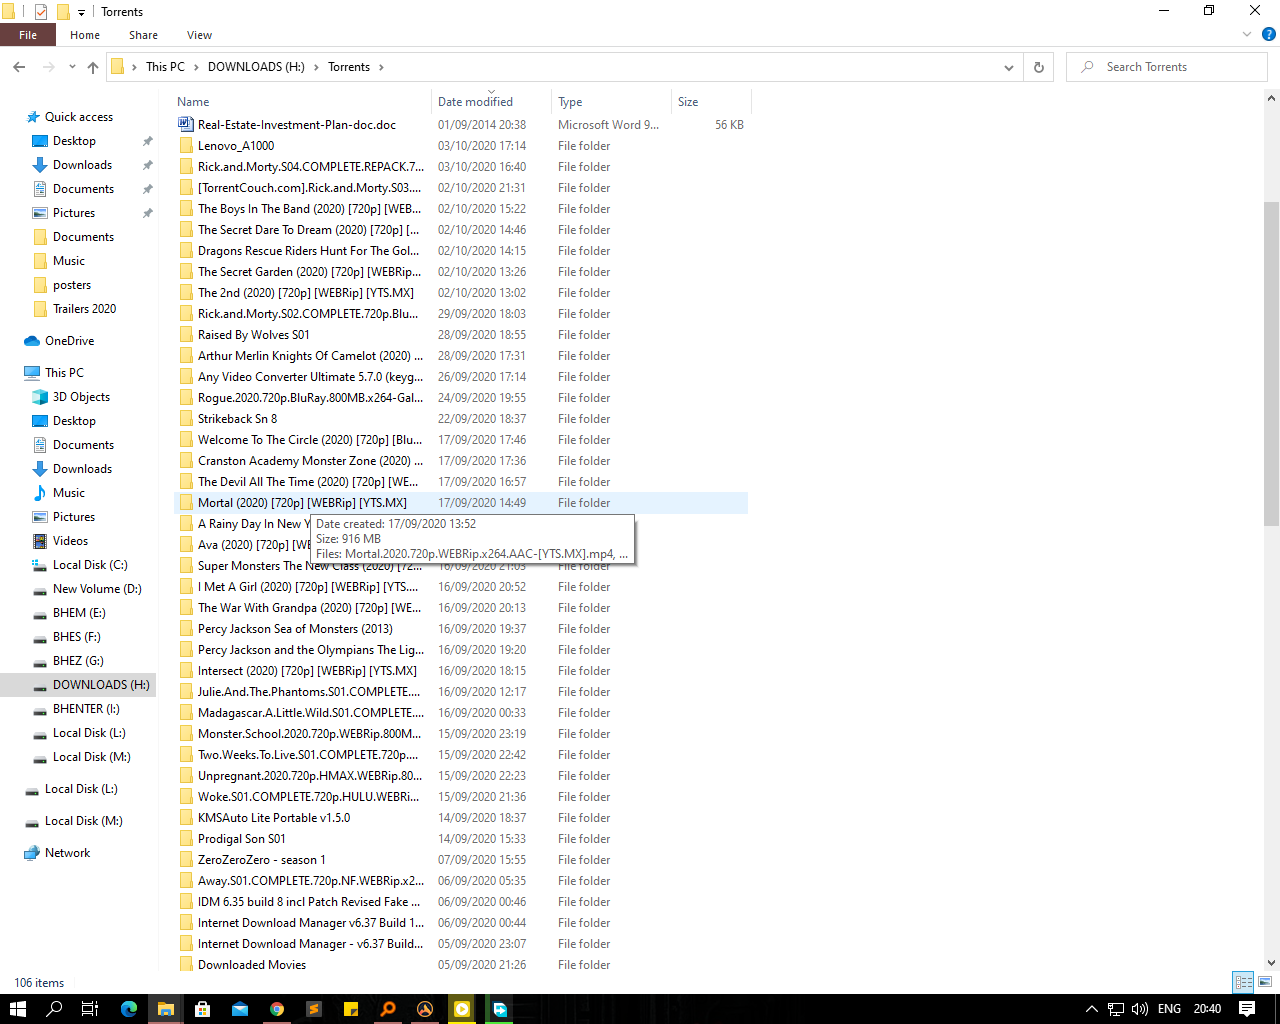 Torrents
File Home Share View
This PC DOWNLOADS (H:) Torrents
Search Torrents
Name Date modified Type Size
Real-Estate-Investment-Plan-doc.doc 01/09/2014 20:38 Microsoft Word 9... 56 KB
Lenovo_A1000 03/10/2020 17:14 File folder
Rick.and.Morty.S04.COMPLETE.REPACK.7... 03/10/2020 16:40 File folder
[TorrentCouch.com].Rick.and.Morty.S03.... 02/10/2020 21:31 File folder
The Boys In The Band (2020) [720p] [WEB... 02/10/2020 15:22 File folder
The Secret Dare To Dream (2020) [720p] [... 02/10/2020 14:46 File folder
Dragons Rescue Riders Hunt For The Gol... 02/10/2020 14:15 File folder
The Secret Garden (2020) [720p] [WEBRip... 02/10/2020 13:26 File folder
The 2nd (2020) [720p] [WEBRip] [YTS.MX] 02/10/2020 13:02 File folder
Rick.and.Morty.S02.COMPLETE.720p.Blu... 29/09/2020 18:03 File folder
Raised By Wolves S01 28/09/2020 18:55 File folder
Arthur Merlin Knights Of Camelot (2020) ... 28/09/2020 17:31 File folder
Any Video Converter Ultimate 5.7.0 (keyg... 26/09/2020 17:14 File folder
Rogue.2020.720p.BluRay.800MB.x264-Gal... 24/09/2020 19:55 File folder
Strikeback Sn 8 22/09/2020 18:37 File folder
Welcome To The Circle (2020) [720p] [Blu... 17/09/2020 17:46 File folder
Cranston Academy Monster Zone (2020) ... 17/09/2020 17:36 File folder
The Devil All The Time (2020) [720p] [WE... 17/09/2020 16:57 File folder
Mortal (2020) [720p] [WEBRip] [YTS.MX] 17/09/2020 14:49 File folder
A Rainy Day In New Y
Ava (2020) [720p] [WE
Date created: 17/09/2020 13:52
Size: 916 MB
Files: Mortal.2020.720p.WEBRip.x264.AAC-[YTS.MX].mp4, ...
Super Monsters The New Class (2020) [72... 16/09/2020 21:03 File folder
I Met A Girl (2020) [720p] [WEBRip] [YTS.... 16/09/2020 20:52 File folder
The War With Grandpa (2020) [720p] [WE... 16/09/2020 20:13 File folder
Percy Jackson Sea of Monsters (2013) 16/09/2020 19:37 File folder
Percy Jackson and the Olympians The Lig... 16/09/2020 19:20 File folder
Intersect (2020) [720p] [WEBRip] [YTS.MX] 16/09/2020 18:15 File folder
Julie.And.The.Phantoms.S01.COMPLETE.... 16/09/2020 12:17 File folder
Madagascar.A.Little.Wild.S01.COMPLETE.... 16/09/2020 00:33 File folder
Monster.School.2020.720p.WEBRip.800M... 15/09/2020 23:19 File folder
Two.Weeks.To.Live.S01.COMPLETE.720p.... 15/09/2020 22:42 File folder
Unpregnant.2020.720p.HMAX.WEBRip.80... 15/09/2020 22:23 File folder
Woke.S01.COMPLETE.720p.HULU.WEBRi... 15/09/2020 21:36 File folder
KMSAuto Lite Portable v1.5.0 14/09/2020 18:37 File folder
Prodigal Son S01 14/09/2020 15:33 File folder
ZeroZeroZero - season 1 07/09/2020 15:55 File folder
Away.S01.COMPLETE.720p.NF.WEBRip.x2... 06/09/2020 05:35 File folder
IDM 6.35 build 8 incl Patch Revised Fake ... 06/09/2020 00:46 File folder
Internet Download Manager v6.37 Build 1... 06/09/2020 00:44 File folder
Internet Download Manager - v6.37 Build... 05/09/2020 23:07 File folder
Downloaded Movies 05/09/2020 21:26 File folder
Quick access
Desktop
Downloads
Documents
Pictures
Documents
Music
posters
Trailers 2020
OneDrive
This PC
3D Objects
Desktop
Documents
Downloads
Music
Pictures
Videos
Local Disk (C:)
New Volume (D:)
BHEM (E:)
BHES (F:)
BHEZ (G:)
DOWNLOADS (H:)
BHENTER (I:)
Local Disk (L:)
Local Disk (M:)
Local Disk (L:)
Local Disk (M:)
Network
106 items
ENG 20:40